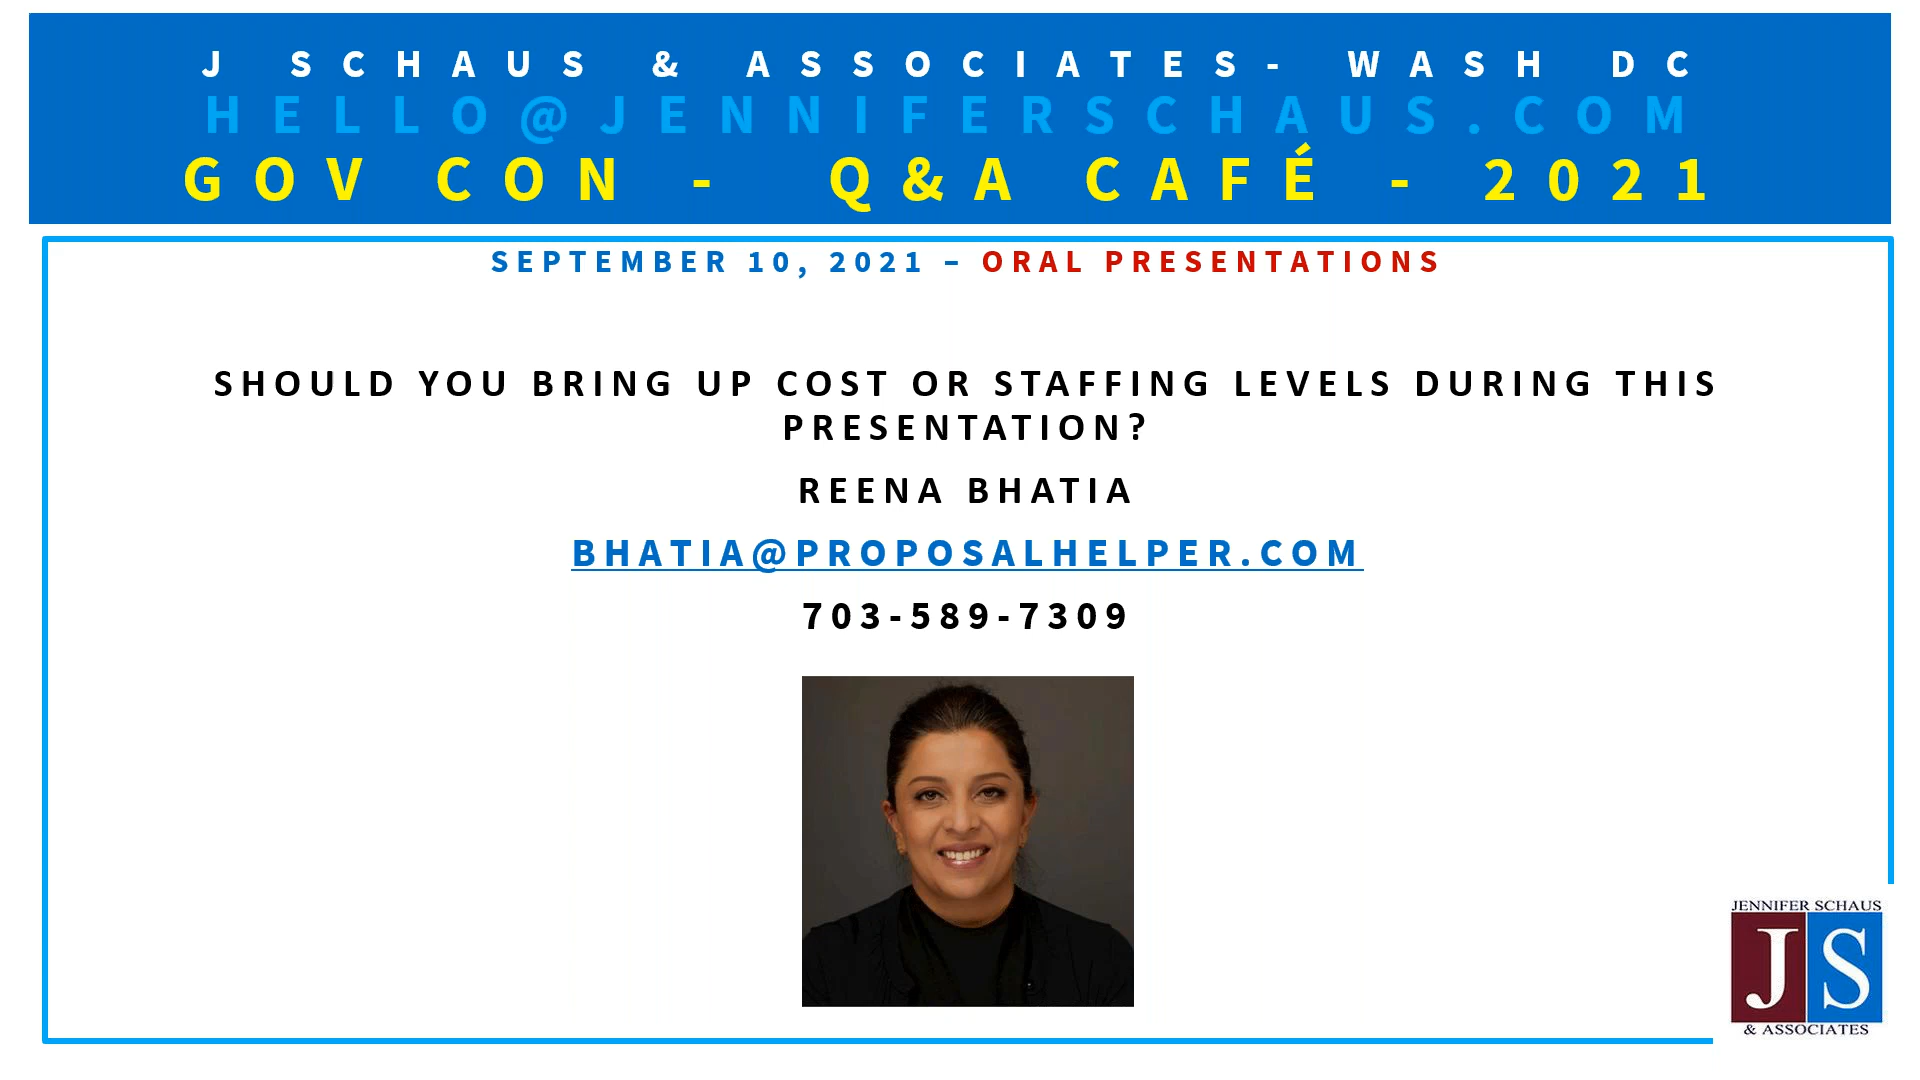 J SCHAUS & ASSOCIATES- WASH DC
HELLO@JENNIFERSCHAUS.COM
GOV CON - Q&A CAFÉ - 2021
SEPTEMBER 10, 2021 – ORAL PRESENTATIONS
SHOULD YOU BRING UP COST OR STAFFING LEVELS DURING THIS
PRESENTATION?
REENA BHATIA
BHATIA@PROPOSALHELPER.COM
703-589-7309
JENNIFER SCHAUS
JS
& ASSOCIATES